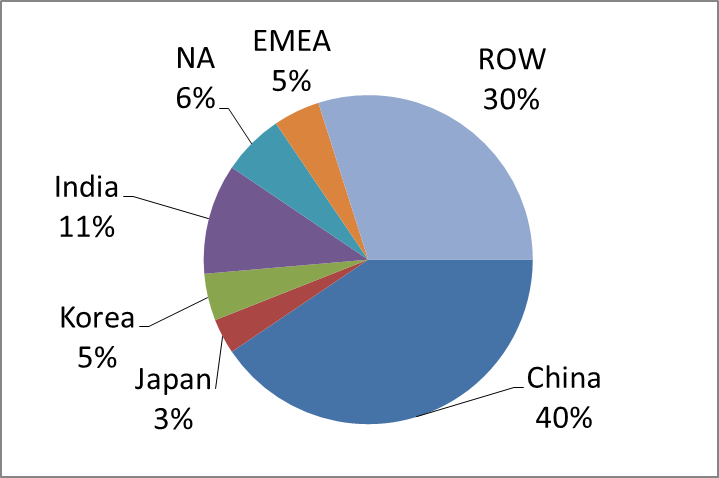 EMEA
5%
NA
6%
ROW
30%
India
11%
Korea
5%
Japan
3%
China
40%